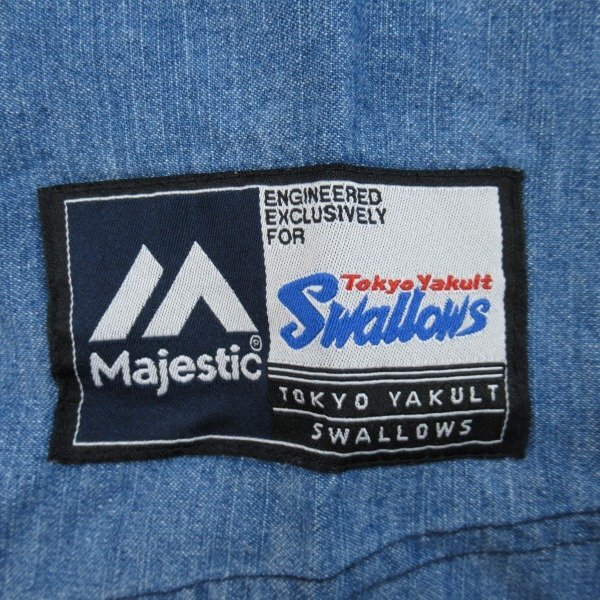 Majestic®
ENGINEERED
EXCLUSIVELY
FOR
Tokyo Yakult
Swallows
TOKYO YAKULT
SWALLOWS